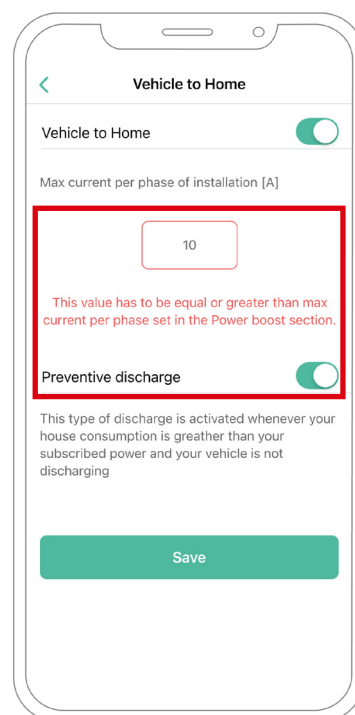 Vehicle to Home
Vehicle to Home
Max current per phase of installation [A]
10
This value has to be equal or greater than max
current per phase set in the Power boost section.
Preventive discharge
This type of discharge is activated whenever your
house consumption is greather than your
subscribed power and your vehicle is not
discharging
Save